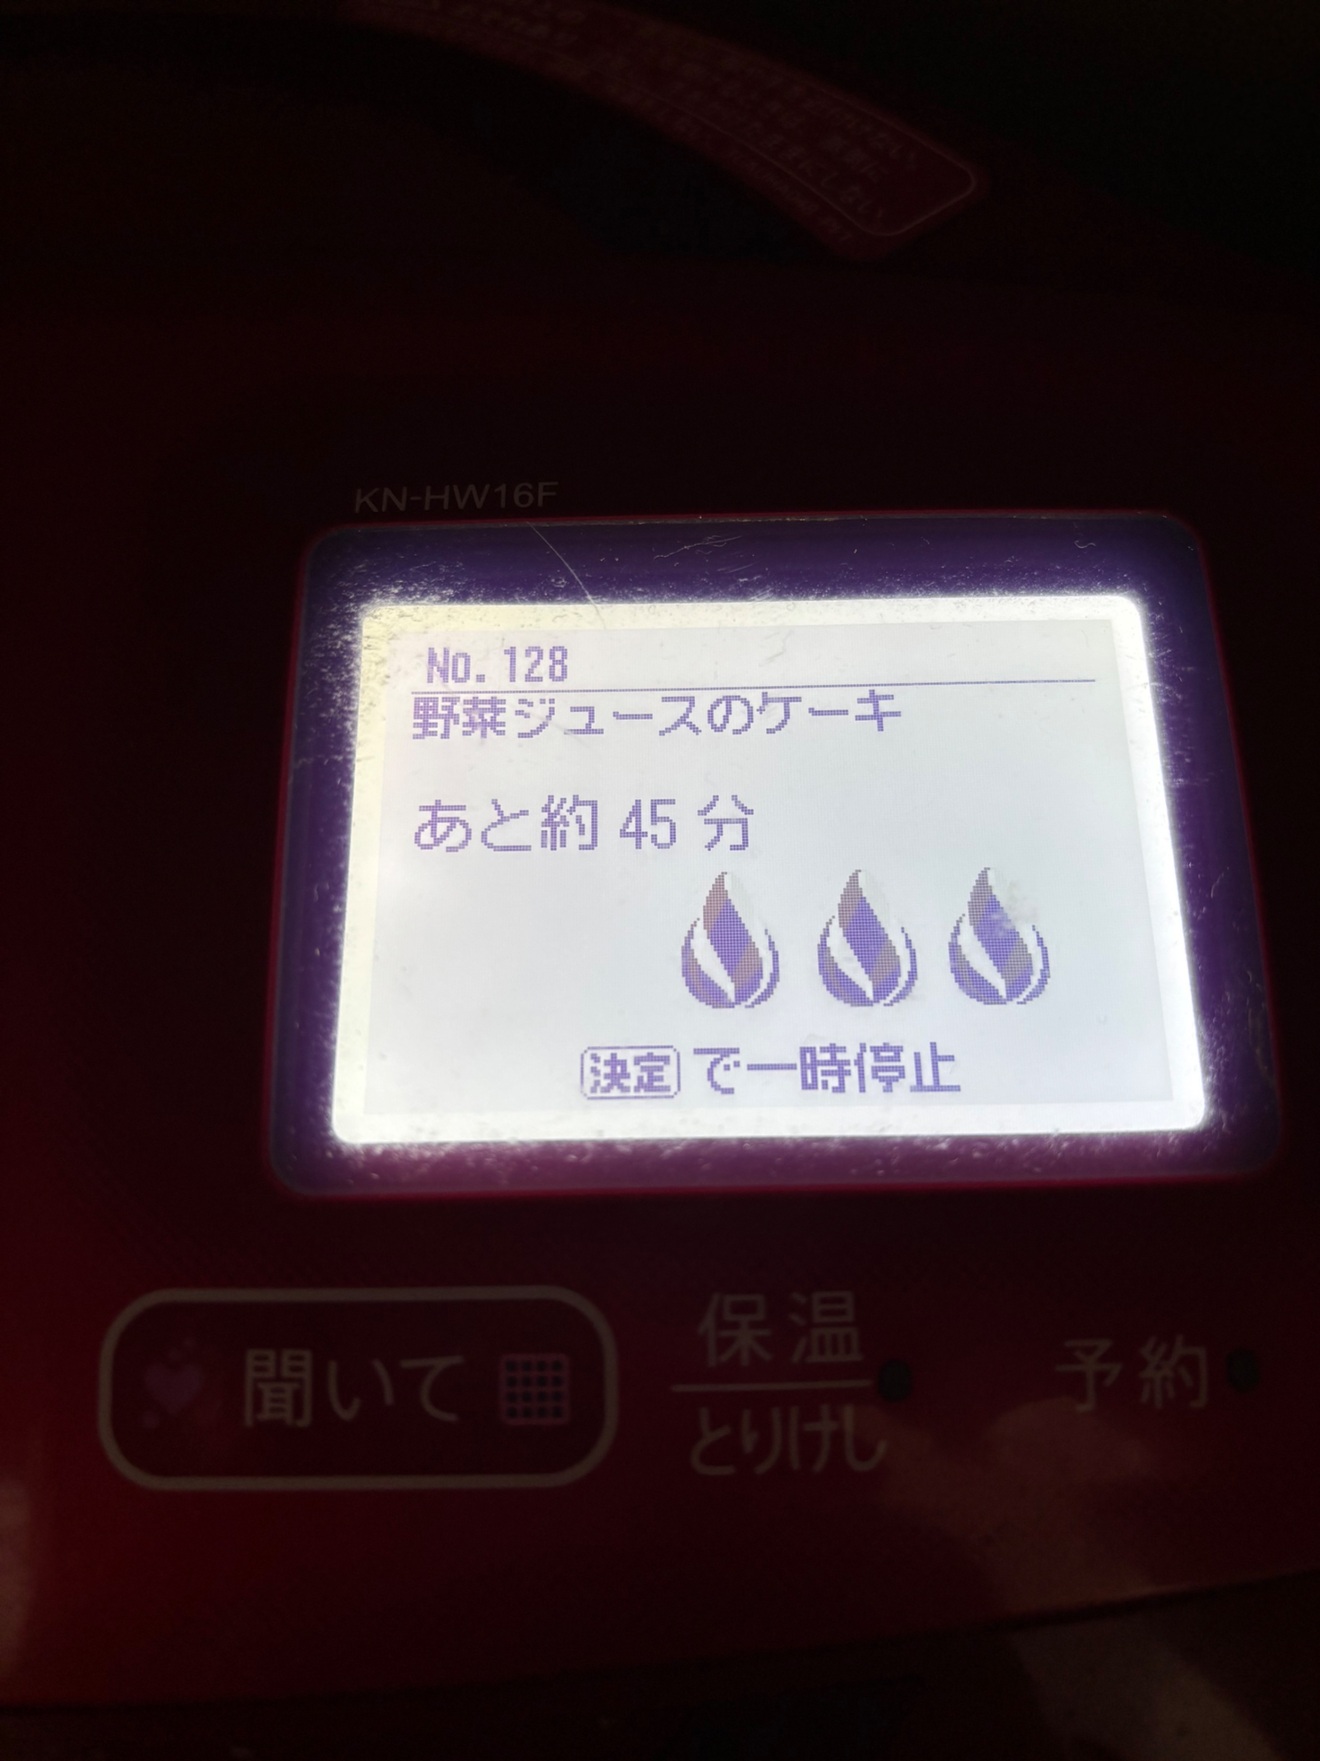 KN-HW16F
No. 128
野菜ジュースのケーキ
あと約 45 分
決定 で一時停止
聞いて
保温
とりけし
予約